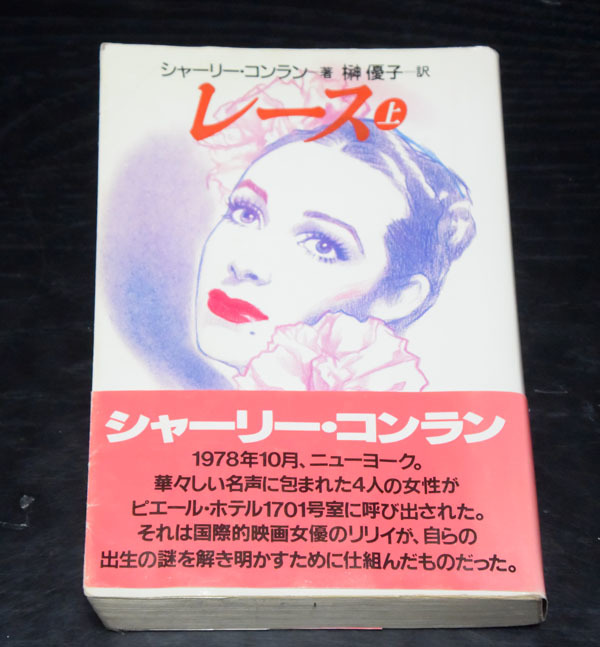 シャーリー・コンラン―著 榊 優子―訳
レース上
シャーリー・コンラン
1978年10月、ニューヨーク。
華々しい名声に包まれた4人の女性が
ピエール・ホテル1701号室に呼び出された。
それは国際的映画女優のリリイが、自らの
出生の謎を解き明かすために仕組んだものだった。